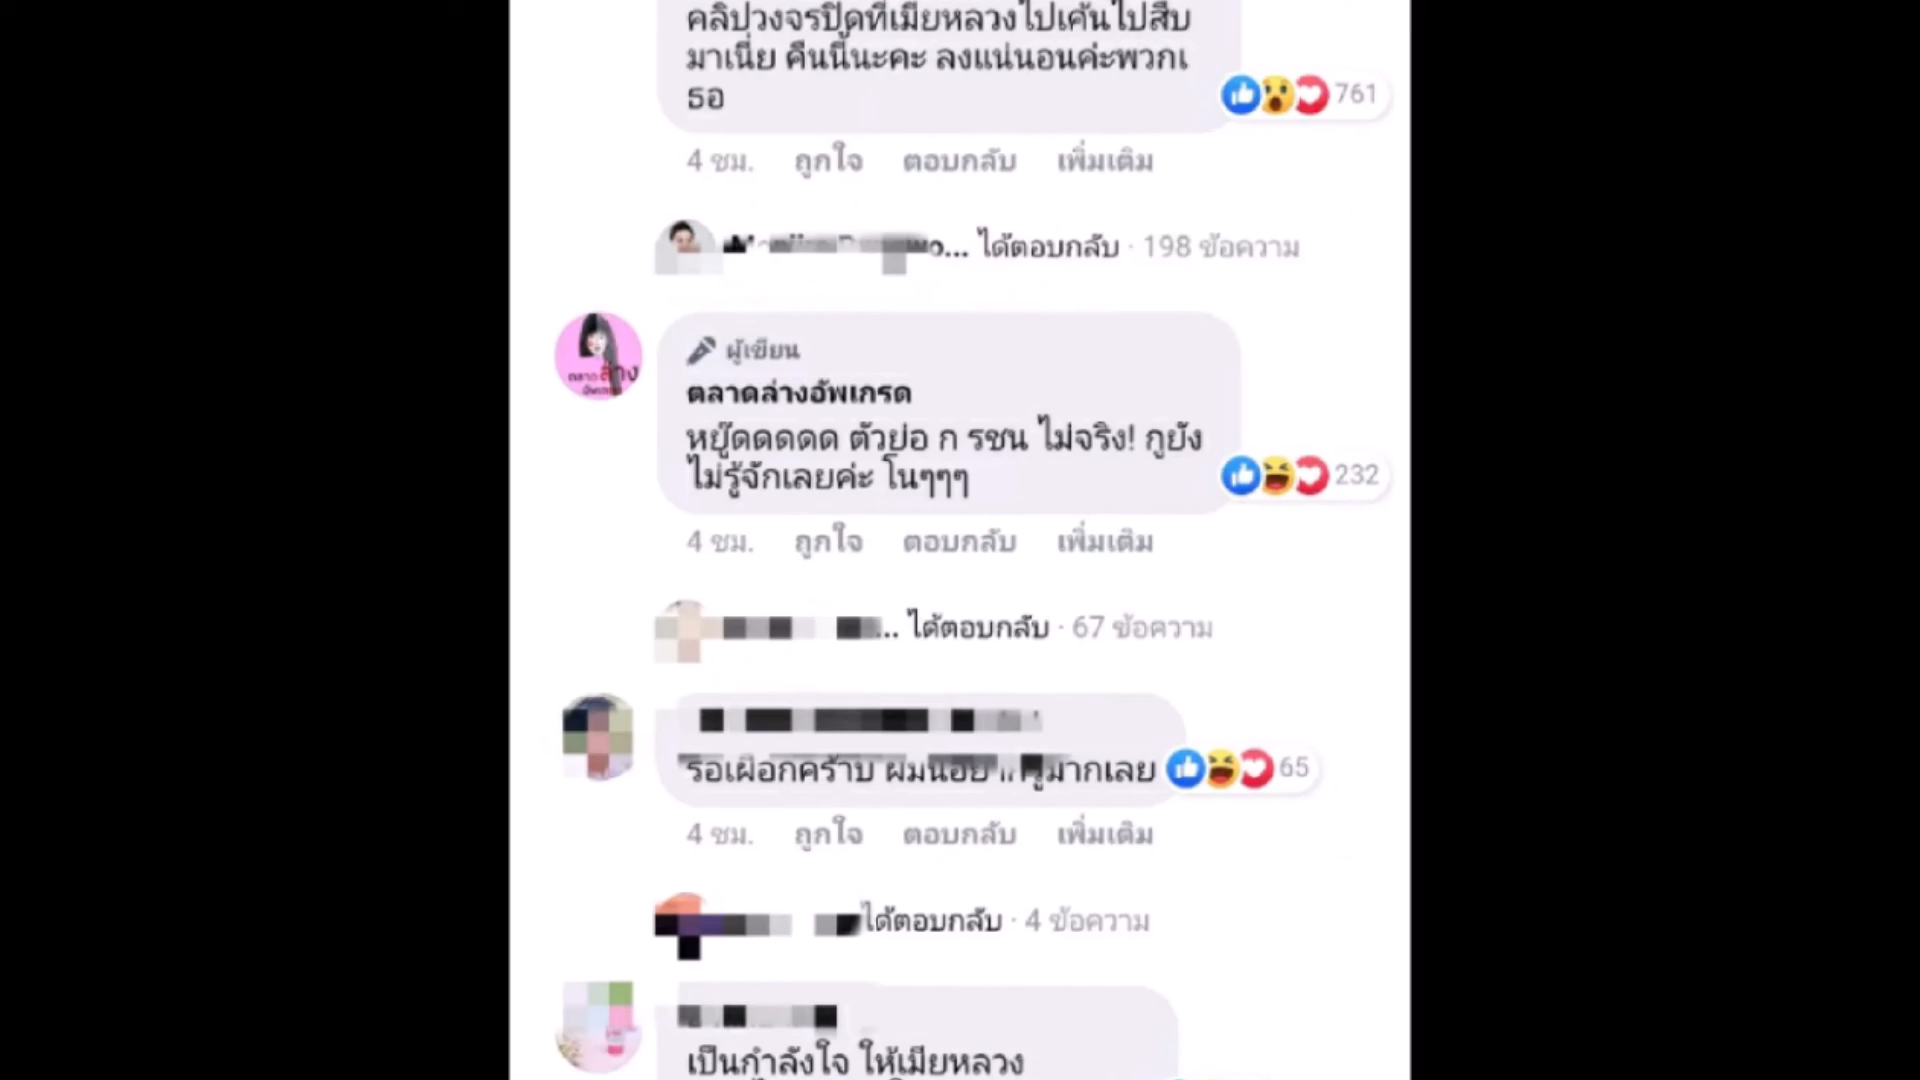 คลิปวงจรปิดที่เมียหลวงไปเค้นไปสืบ
มาเนี่ย คืนนี้นะคะ ลงแน่นอนค่ะพวกเ
ธอ
761
4 ชม. ถูกใจ ตอบกลับ เพิ่มเติม
ได้ตอบกลับ · 198 ข้อความ
ผู้เขียน
ตลาดล่างอัพเกรด
หยู๊ดดดดด ตัวย่อ ก รชน ไม่จริง! กูยัง
ไม่รู้จักเลยค่ะ โนๆๆๆ
232
4 ชม. ถูกใจ ตอบกลับ เพิ่มเติม
... ได้ตอบกลับ · 67 ข้อความ
รอเผือกคร้าบ มากเลย
65
4 ชม. ถูกใจ ตอบกลับ เพิ่มเติม
ได้ตอบกลับ · 4 ข้อความ
เป็นกำลังใจ ให้เมียหลวง